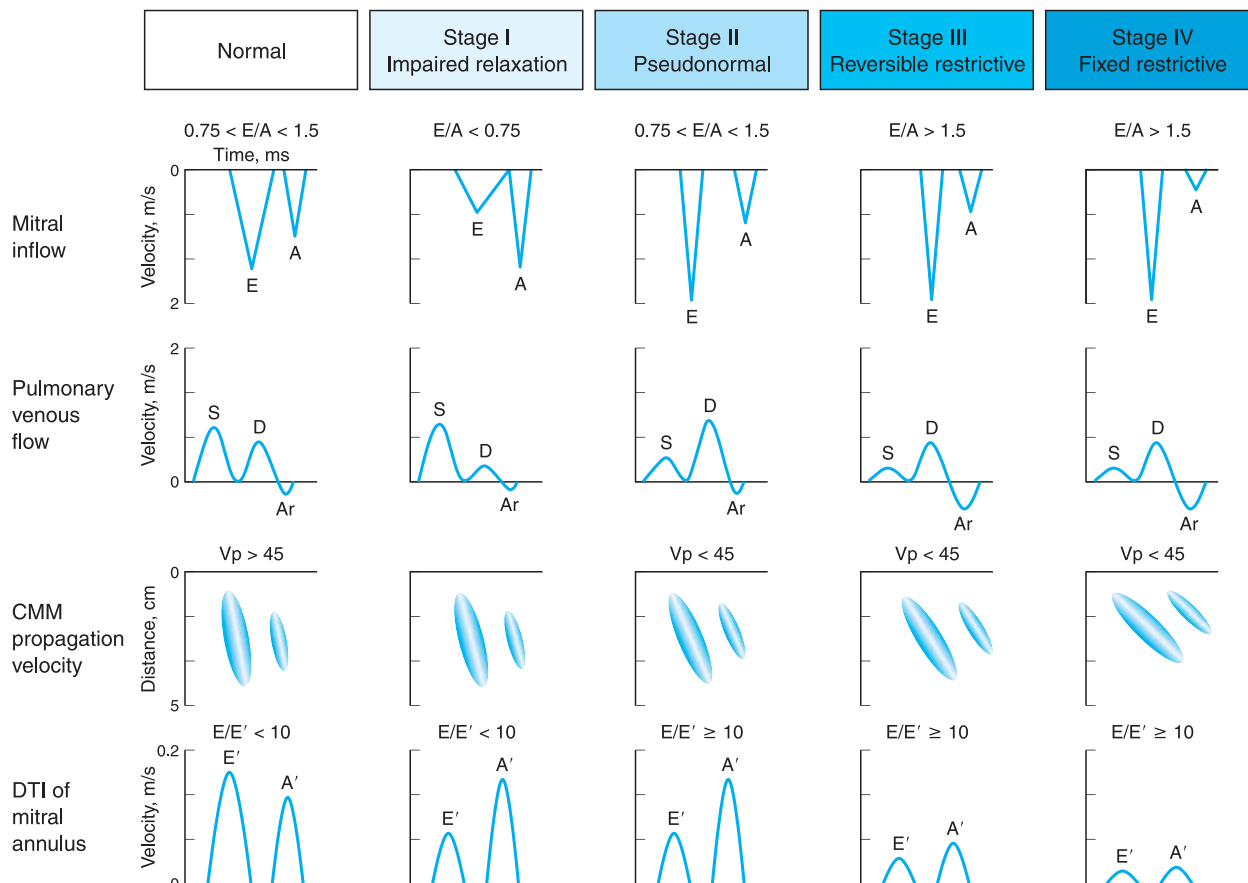 Normal
Stage I
Impaired relaxation
Stage II
Pseudonormal
Stage III
Reversible restrictive
Stage IV
Fixed restrictive
0.75 < E/A < 1.5
E/A < 0.75
0.75 < E/A < 1.5
E/A > 1.5
E/A > 1.5
Time, ms
Mitral
inflow
Velocity, m/s
0
2
E
A
E
A
E
A
E
A
E
A
Pulmonary
venous
flow
Velocity, m/s
2
0
S
D
Ar
S
D
Ar
S
D
Ar
S
D
Ar
S
D
Ar
CMM
propagation
velocity
Distance, cm
0
5
Vp > 45
Vp < 45
Vp < 45
Vp < 45
DTI of
mitral
annulus
Velocity, m/s
0.2
0
E/E′ < 10
E/E′ < 10
E/E′ ≥ 10
E/E′ ≥ 10
E/E′ ≥ 10
E′
A′
E′
A′
E′
A′
E′
A′
E′
A′